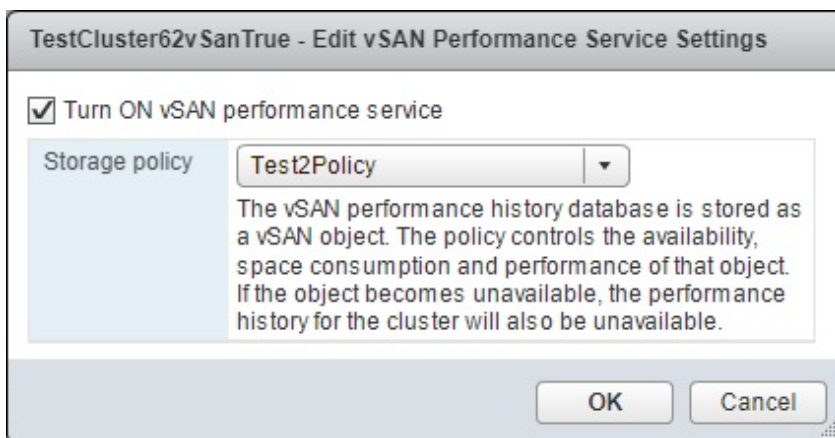 TestCluster62vSanTrue - Edit vSAN Performance Service Settings
Turn ON vSAN performance service
Storage policy
Test2Policy
The vSAN performance history database is stored as
a vSAN object. The policy controls the availability,
space consumption and performance of that object.
If the object becomes unavailable, the performance
history for the cluster will also be unavailable.
OK
Cancel